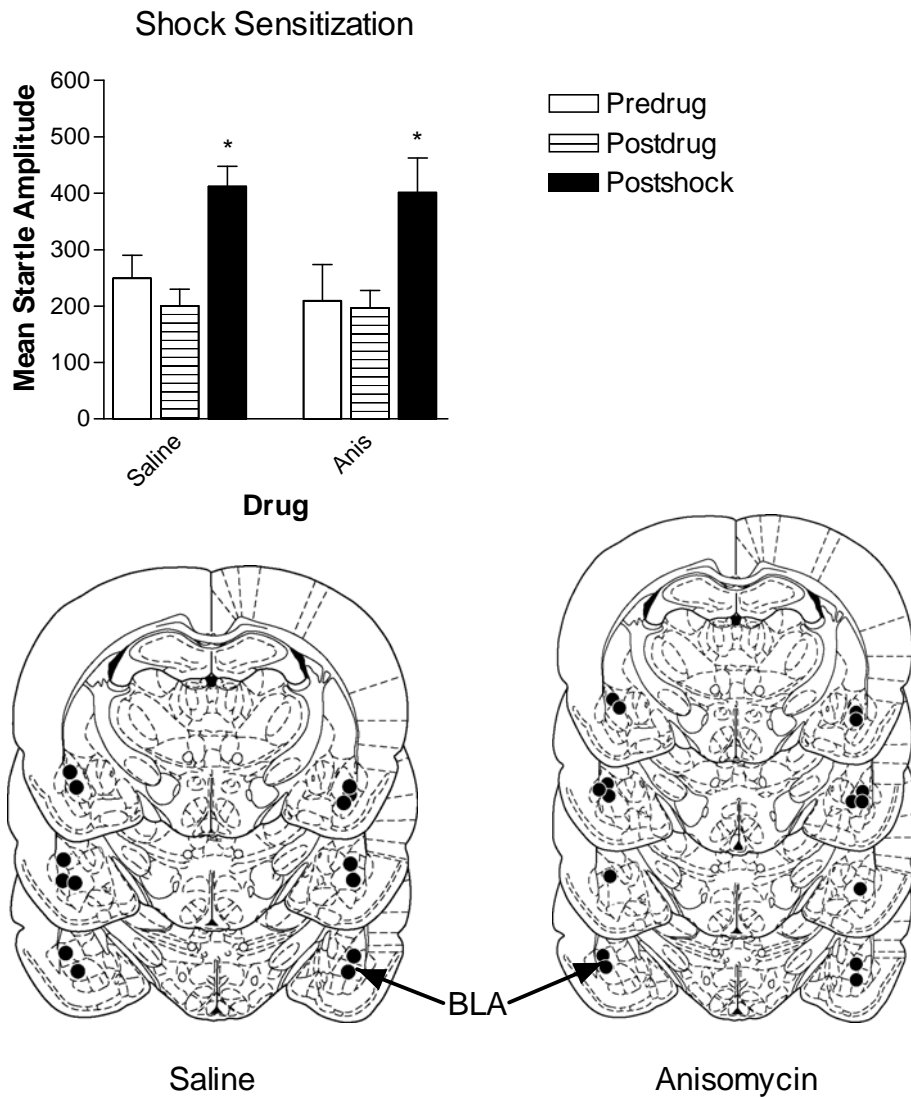 Shock Sensitization
Mean Startle Amplitude
600
500
400
300
200
100
0
*
*
Saline
Anis
Drug
Predrug
Postdrug
Postshock
BLA
Saline
Anisomycin